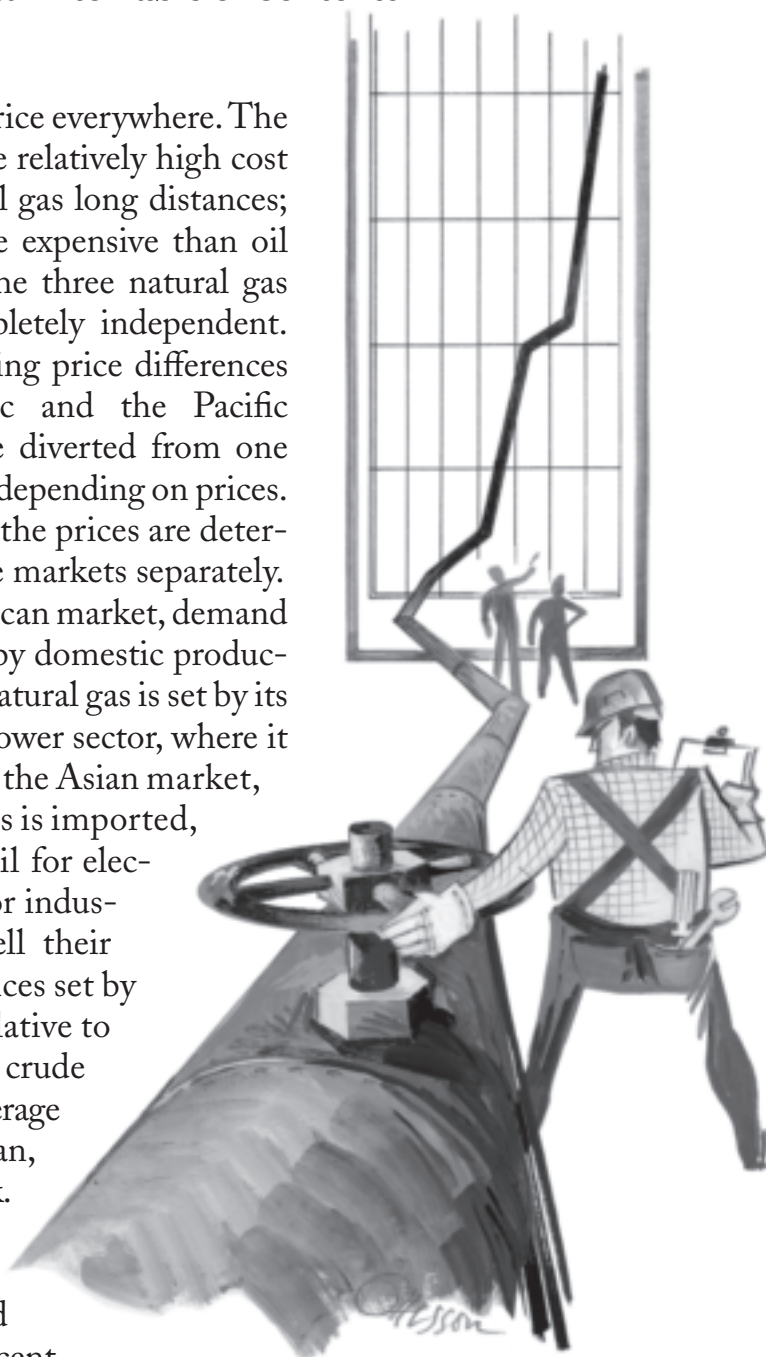 rice everywhere. The
e relatively high cost
l gas long distances;
e expensive than oil
ne three natural gas
pletely independent.
ing price differences
c and the Pacific
e diverted from one
depending on prices.
the prices are deter-
e markets separately.
can market, demand
by domestic produc-
natural gas is set by its
ower sector, where it
the Asian market,
s is imported,
il for elec-
or indus-
ell their
ices set by
lative to
crude
erage
an,
k.
d
cent